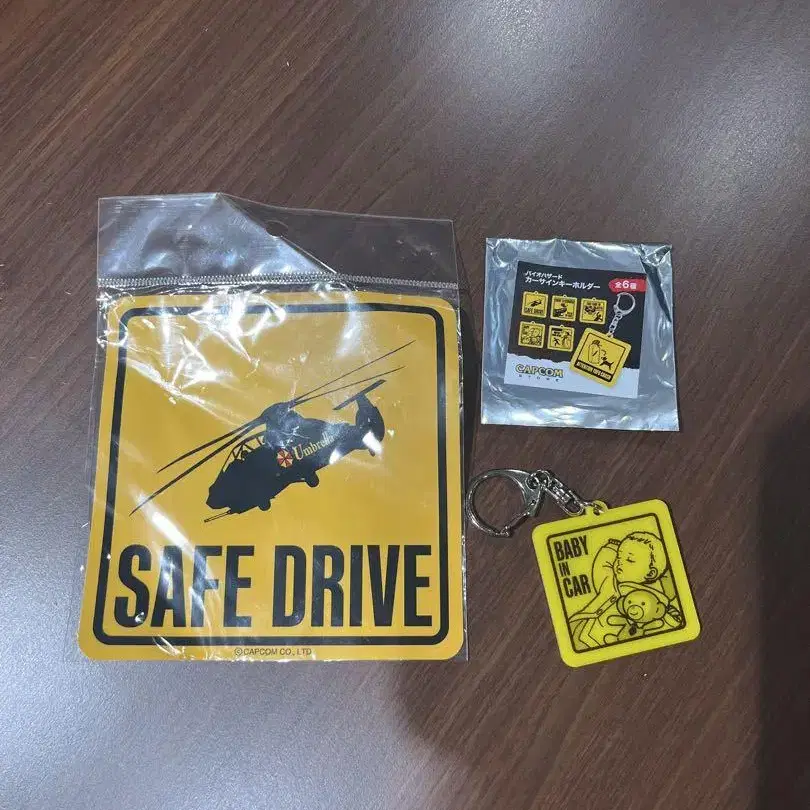 Umbrella
SAFE DRIVE
©CAPCOM CO., LTD
バイオハザード
カーサインキーホルダー
全6種
SAFE DRIVE
CAPCOM
STORE
BABY
IN
CAR